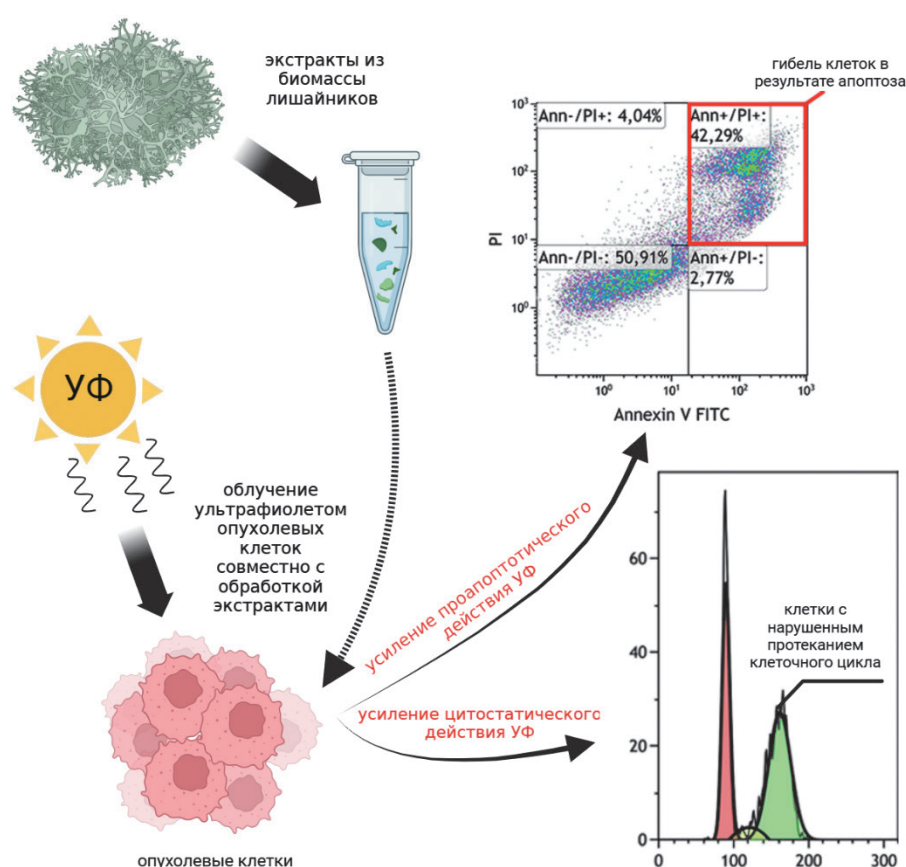 экстракты из
биомассы
лишайников
гибель клеток в
результате апоптоза
10³
10²
10¹
10⁰
PI
Ann-/PI+: 4,04%
Ann+/PI+:
42,29%
Ann-/PI-: 50,91%
Ann+/PI-:
2,77%
10⁰
10¹
10²
10³
Annexin V FITC
УФ
облучение
ультрафиолетом
опухолевых
клеток
совместно с
обработкой
экстрактами
усиление проапоптотического
действия УФ
усиление цитостатического
действия УФ
60
40
20
0
клетки с
нарушенным
протеканием
клеточного цикла
0
100
200
300
опухолевые клетки